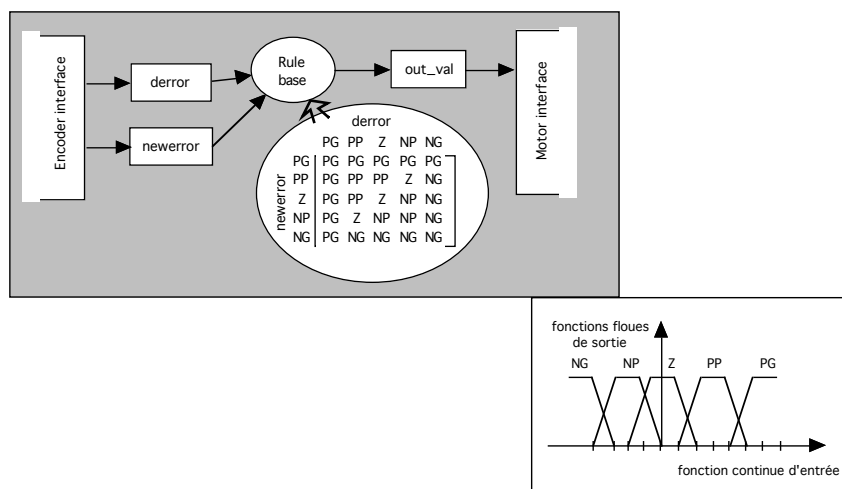 Encoder interface
derror
newerror
Rule
base
out_val
Motor interface
derror
PG PP Z NP NG
newerror
PG PG PG PG PG PG
PP PG PP PP Z NG
Z PG PP Z NP NG
NP PG Z NP NP NG
NG PG NG NG NG NG
fonctions floues
de sortie
NG NP Z PP PG
fonction continue d'entrée